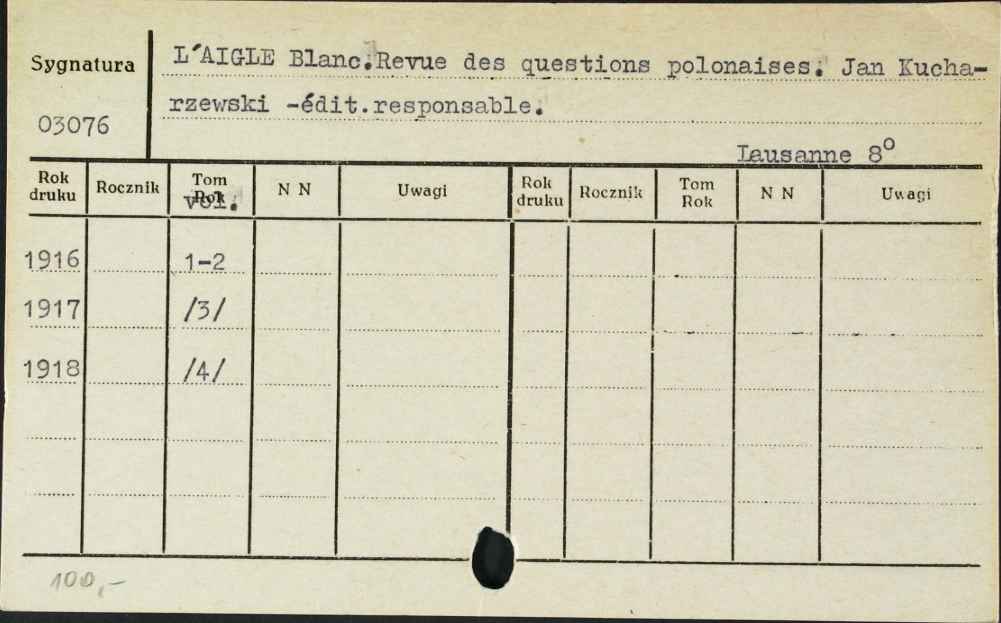 L'AIGLE Blanc.Revue des questions polonaises. Jan Kucha-
Sygnatura
rzewski -édit.responsable.
03076
Lausanne 8°
Rok druku Rocznik Tom Rok vol. N N Uwagi Rok druku Rocznik Tom Rok N N Uwagi
1916 1-2
1917 /3/
1918 /4/
100,-